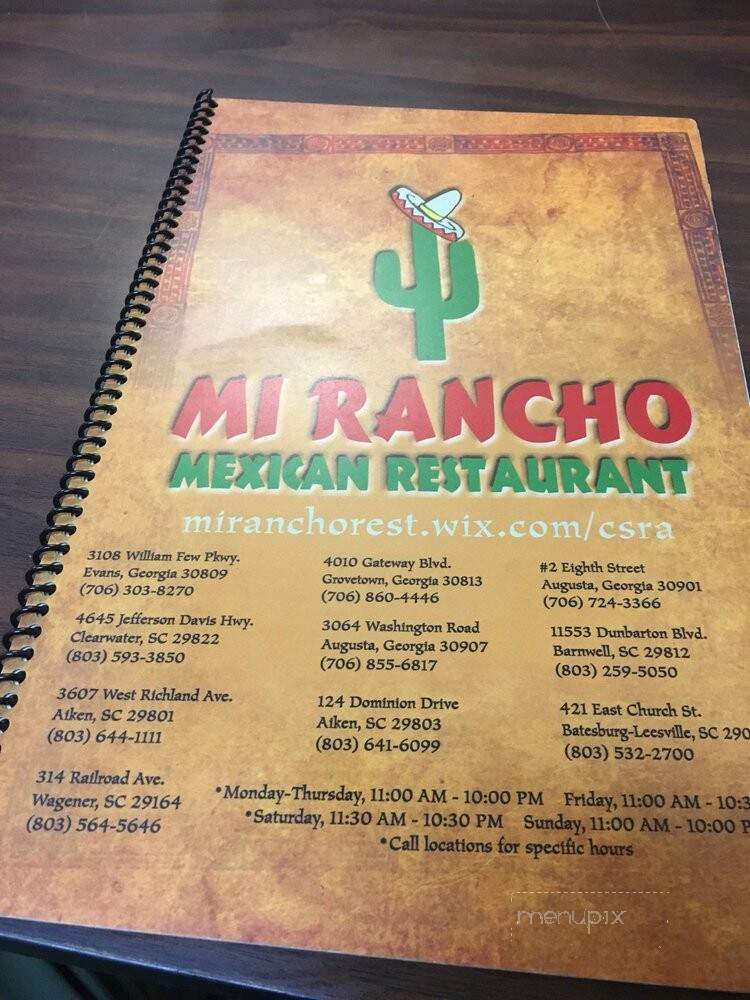 MI RANCHO
MEXICAN RESTAURANT
miranchorest.wix.com/csra
3108 William Few Pkwy.
Evans, Georgia 30809
(706) 303-8270
4010 Gateway Blvd.
Grovetown, Georgia 30813
(706) 860-4446
#2 Eighth Street
Augusta, Georgia 30901
(706) 724-3366
4645 Jefferson Davis Hwy.
Clearwater, SC 29822
(803) 593-3850
3064 Washington Road
Augusta, Georgia 30907
(706) 855-6817
11553 Dunbarton Blvd.
Barnwell, SC 29812
(803) 259-5050
3607 West Richland Ave.
Aiken, SC 29801
(803) 644-1111
124 Dominion Drive
Aiken, SC 29803
(803) 641-6099
421 East Church St.
Batesburg-Leesville, SC
(803) 532-2700
314 Railroad Ave.
Wagener, SC 29164
(803) 564-5646
*Monday-Thursday, 11:00 AM - 10:00 PM Friday, 11:00 AM -
*Saturday, 11:30 AM - 10:30 PM Sunday, 11:00 AM - 10:00
*Call locations for specific hours
menupix